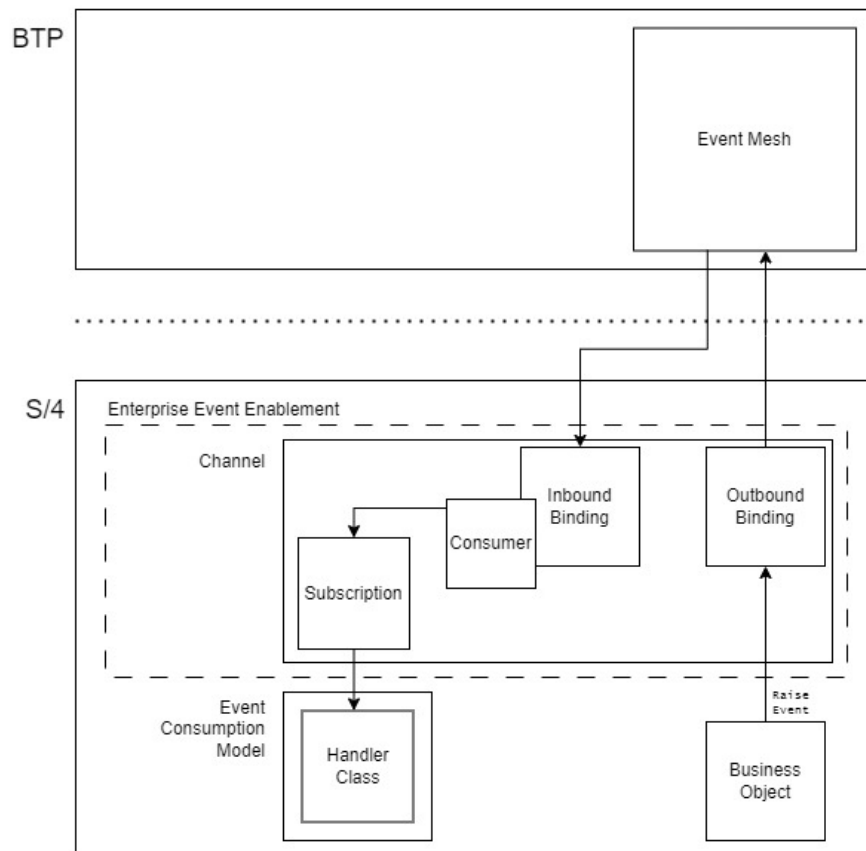 BTP
Event Mesh
S/4
Enterprise Event Enablement
Channel
Inbound
Binding
Outbound
Binding
Consumer
Subscription
Raise
Event
Event
Consumption
Model
Handler
Class
Business
Object